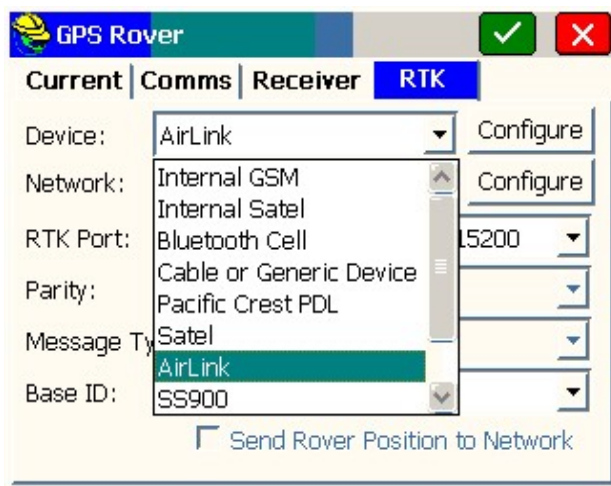 GPS Rover
Current Comms Receiver RTK
Device: AirLink Configure
Network: Configure
Internal GSM
Internal Satel
RTK Port: 15200
Bluetooth Cell
Cable or Generic Device
Parity:
Pacific Crest PDL
Satel
Message Ty
AirLink
Base ID:
SS900
Send Rover Position to Network